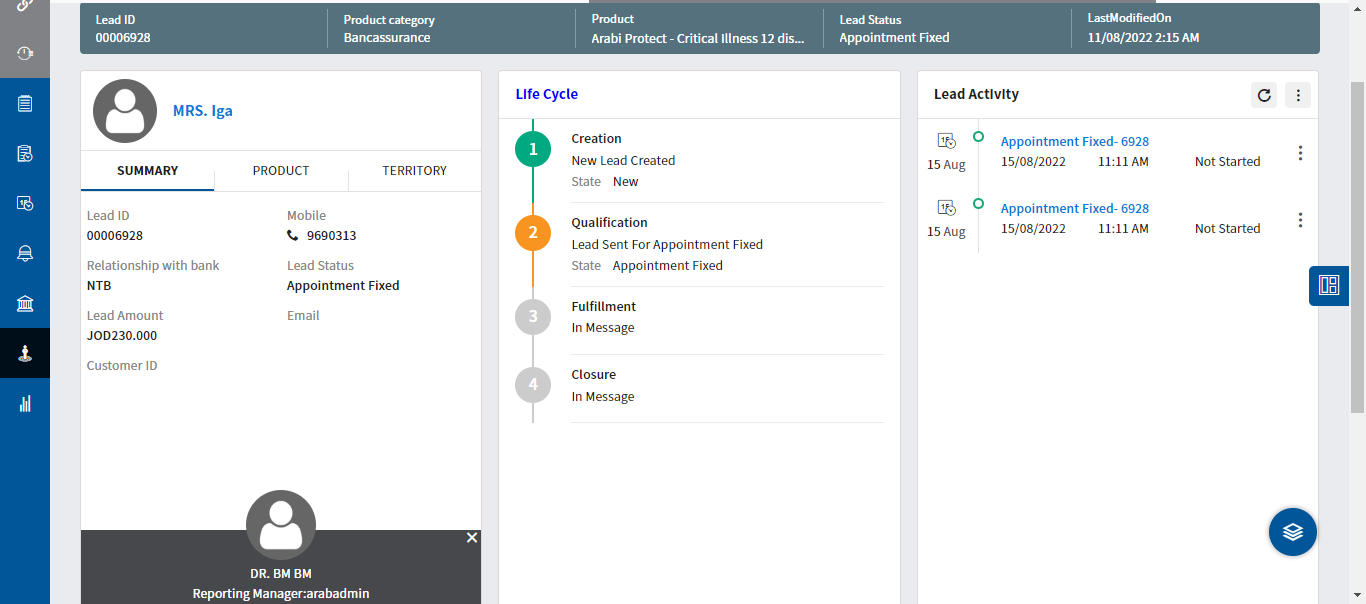 Lead ID
00006928
Product category
Bancassurance
Product
Arabi Protect - Critical Illness 12 dis...
Lead Status
Appointment Fixed
LastModifiedOn
11/08/2022 2:15 AM
MRS. Iga
SUMMARY PRODUCT TERRITORY
Lead ID Mobile
00006928 9690313
Relationship with bank Lead Status
NTB Appointment Fixed
Lead Amount Email
JOD230.000
Customer ID
DR. BM BM
Reporting Manager:arabadmin
LIfe Cycle
1 Creation
New Lead Created
State New
2 Qualification
Lead Sent For Appointment Fixed
State Appointment Fixed
3 Fulfillment
In Message
4 Closure
In Message
Lead Activity
Appointment Fixed- 6928
15 Aug 15/08/2022 11:11 AM Not Started
Appointment Fixed- 6928
15 Aug 15/08/2022 11:11 AM Not Started